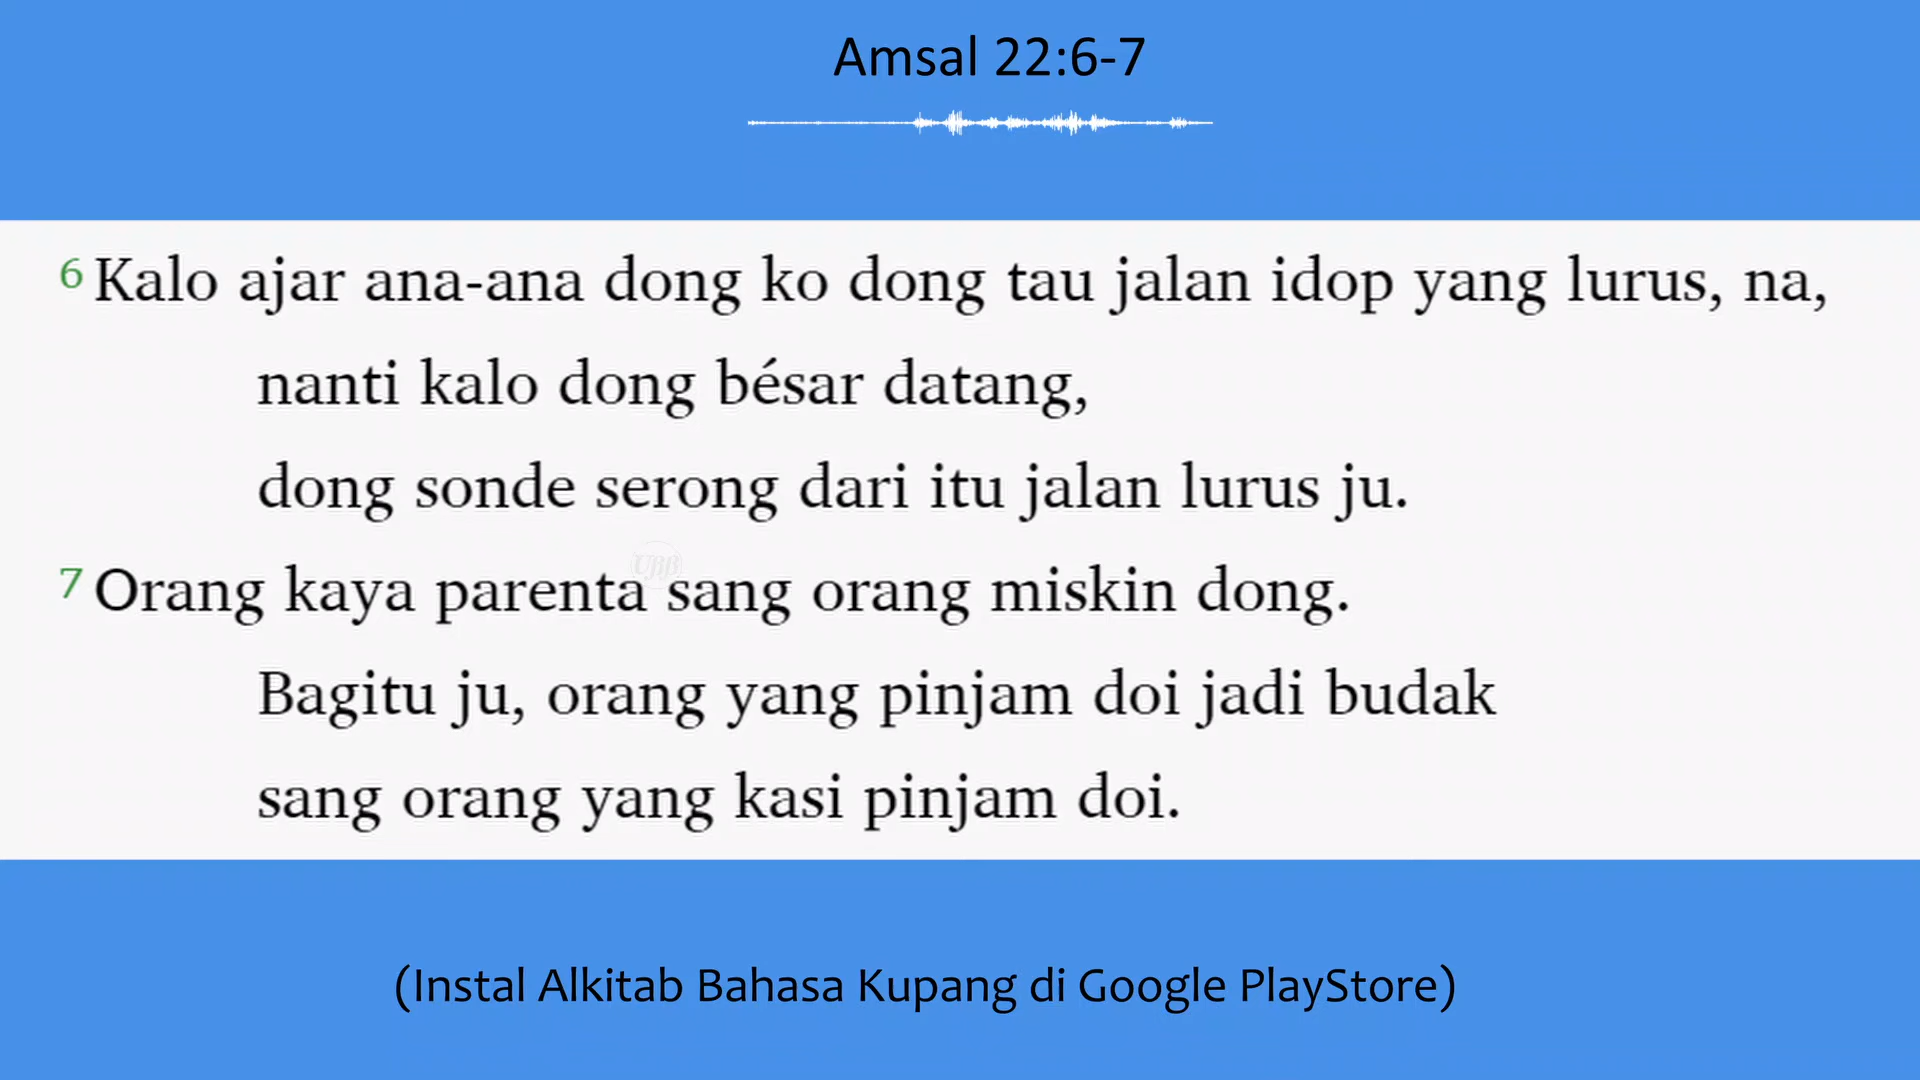 Amsal 22:6-7
6 Kalo ajar ana-ana dong ko dong tau jalan idop yang lurus, na,
nanti kalo dong bésar datang,
dong sonde serong dari itu jalan lurus ju.
7 Orang kaya parenta sang orang miskin dong.
Bagitu ju, orang yang pinjam doi jadi budak
sang orang yang kasi pinjam doi.
(Instal Alkitab Bahasa Kupang di Google PlayStore)